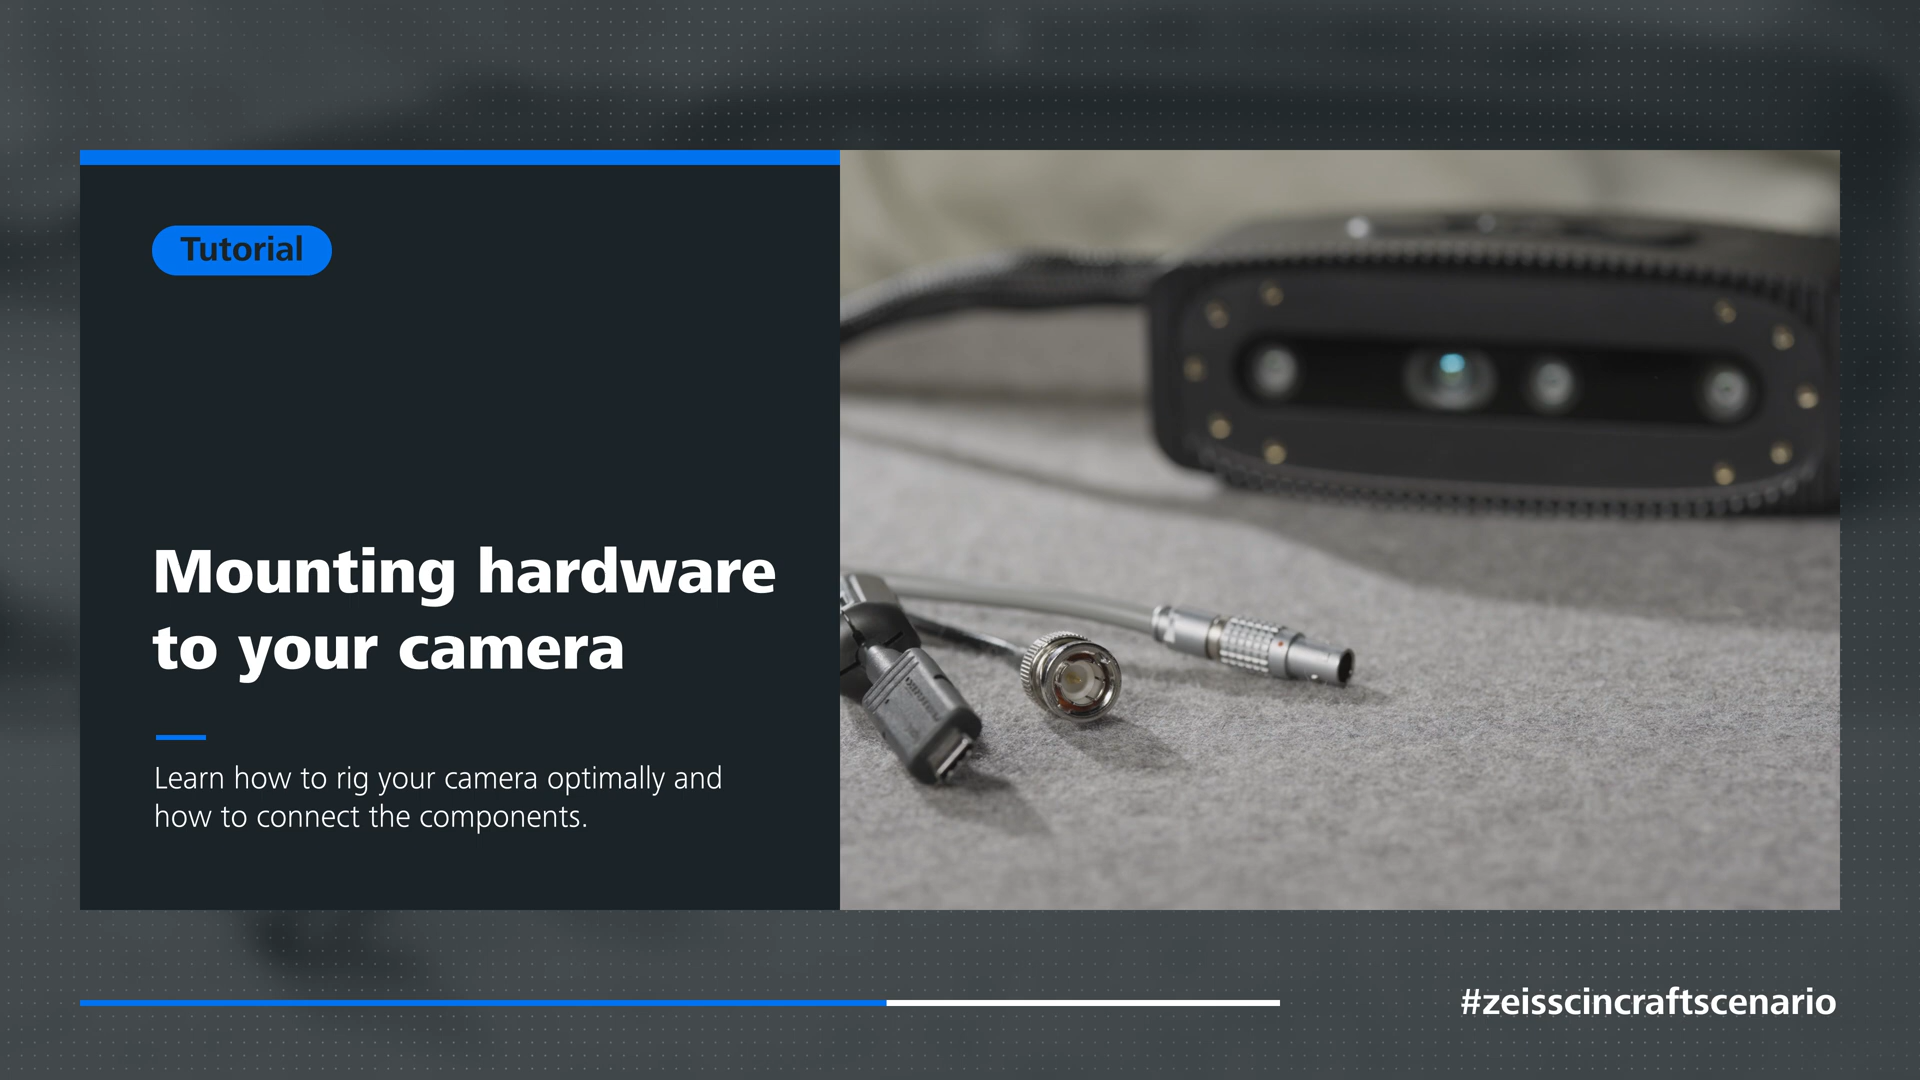 Tutorial
Mounting hardware
to your camera
Learn how to rig your camera optimally and
how to connect the components.
#zeisscincraftscenario